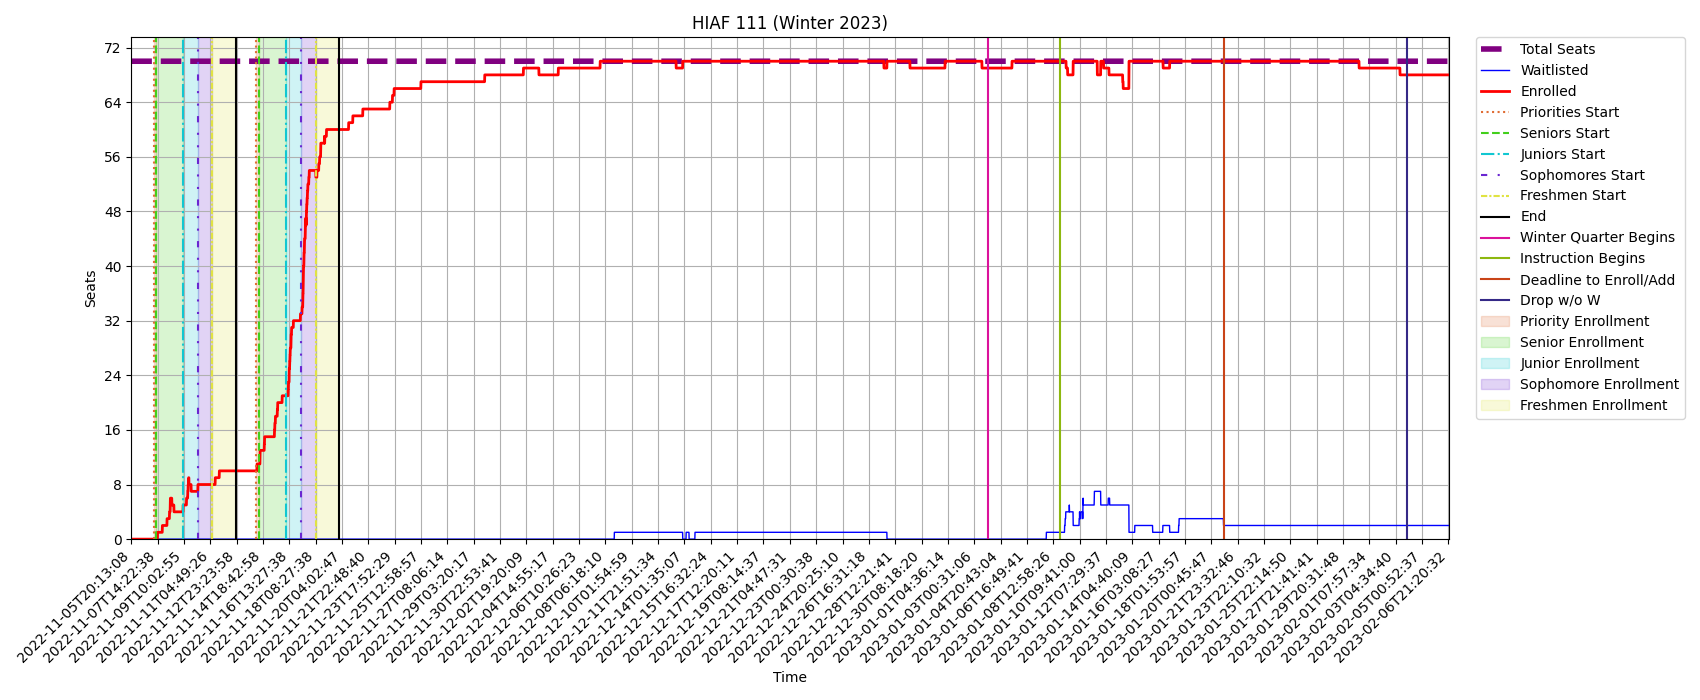 HIAF 111 (Winter 2023)
Seats
72
64
56
48
40
32
24
16
8
0
2022-11-05T20:13:08
2022-11-07T14:22:38
2022-11-09T10:02:55
2022-11-11T04:49:26
2022-11-12T23:23:58
2022-11-14T18:42:58
2022-11-16T13:27:38
2022-11-18T08:27:38
2022-11-20T04:02:47
2022-11-21T22:48:40
2022-11-23T17:52:29
2022-11-25T12:58:57
2022-11-27T08:06:14
2022-11-29T03:20:17
2022-11-30T22:53:41
2022-12-02T19:20:09
2022-12-04T14:55:17
2022-12-06T10:26:23
2022-12-08T06:18:10
2022-12-10T01:54:59
2022-12-11T21:51:34
2022-12-14T01:35:07
2022-12-15T16:32:24
2022-12-17T12:20:11
2022-12-19T08:14:37
2022-12-21T04:47:31
2022-12-23T00:30:38
2022-12-24T20:25:10
2022-12-26T16:31:18
2022-12-28T12:21:41
2022-12-30T08:18:20
2023-01-01T04:36:14
2023-01-03T00:31:06
2023-01-04T20:43:04
2023-01-06T16:49:41
2023-01-08T12:58:26
2023-01-10T09:41:00
2023-01-12T07:29:37
2023-01-14T04:40:09
2023-01-16T03:08:27
2023-01-18T01:53:57
2023-01-20T00:45:47
2023-01-21T23:32:46
2023-01-23T22:10:32
2023-01-25T22:14:50
2023-01-27T21:41:41
2023-01-29T20:31:48
2023-02-01T07:57:34
2023-02-03T04:34:40
2023-02-05T00:52:37
2023-02-06T21:20:32
Time
Total Seats
Waitlisted
Enrolled
Priorities Start
Seniors Start
Juniors Start
Sophomores Start
Freshmen Start
End
Winter Quarter Begins
Instruction Begins
Deadline to Enroll/Add
Drop w/o W
Priority Enrollment
Senior Enrollment
Junior Enrollment
Sophomore Enrollment
Freshmen Enrollment